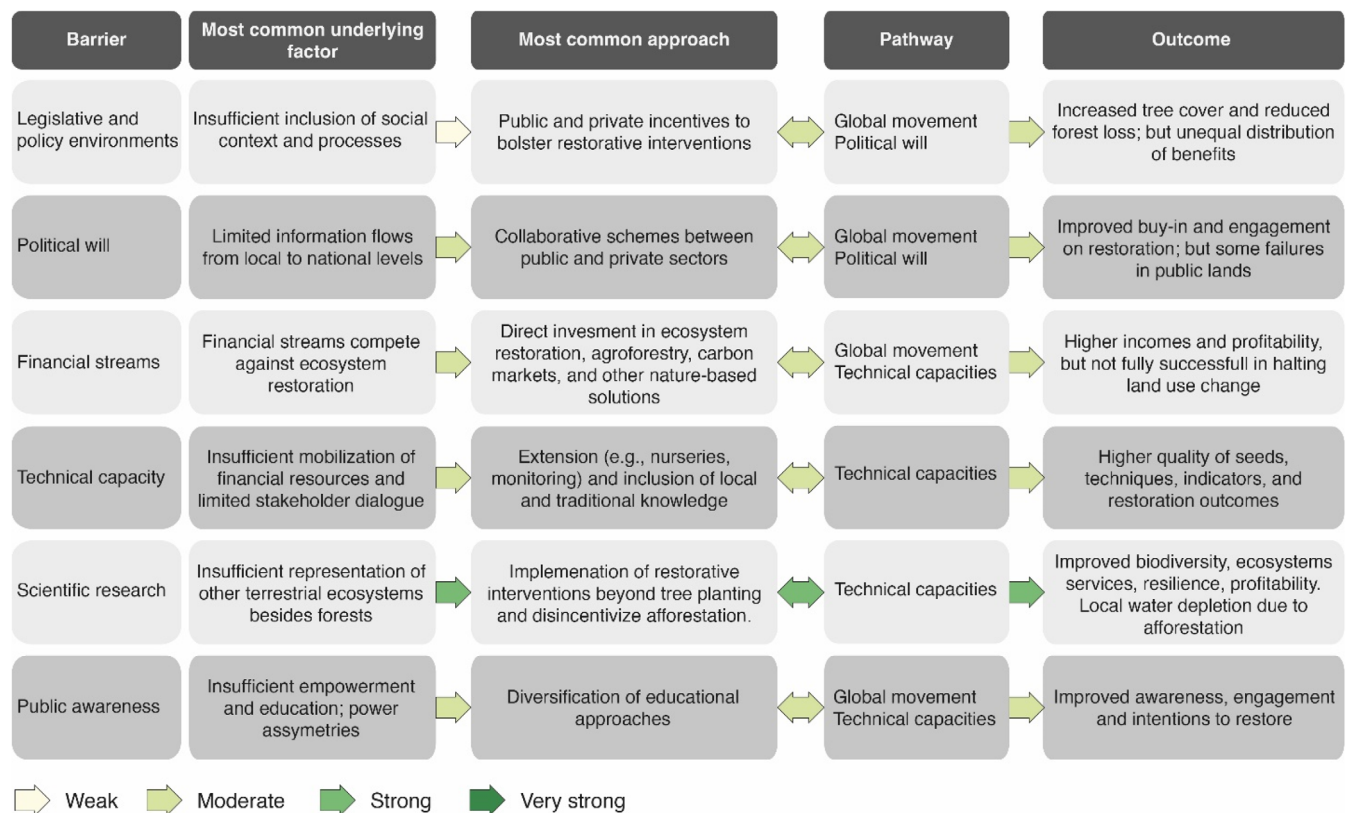 Barrier
Most common underlying
factor
Most common approach
Pathway
Outcome
Legislative and
policy environments
Insufficient inclusion of social
context and processes
Public and private incentives to
bolster restorative interventions
Global movement
Political will
Increased tree cover and reduced
forest loss; but unequal distribution
of benefits
Political will
Limited information flows
from local to national levels
Collaborative schemes between
public and private sectors
Global movement
Political will
Improved buy-in and engagement
on restoration; but some failures
in public lands
Financial streams
Financial streams compete
against ecosystem
restoration
Direct invesment in ecosystem
restoration, agroforestry, carbon
markets, and other nature-based
solutions
Global movement
Technical capacities
Higher incomes and profitability,
but not fully successfull in halting
land use change
Technical capacity
Insufficient mobilization of
financial resources and
limited stakeholder dialogue
Extension (e.g., nurseries,
monitoring) and inclusion of local
and traditional knowledge
Technical capacities
Higher quality of seeds,
techniques, indicators, and
restoration outcomes
Scientific research
Insufficient representation of
other terrestrial ecosystems
besides forests
Implemenation of restorative
interventions beyond tree planting
and disincentivize afforestation.
Technical capacities
Improved biodiversity, ecosystems
services, resilience, profitability.
Local water depletion due to
afforestation
Public awareness
Insufficient empowerment
and education; power
assymetries
Diversification of educational
approaches
Global movement
Technical capacities
Improved awareness, engagement
and intentions to restore
Weak
Moderate
Strong
Very strong